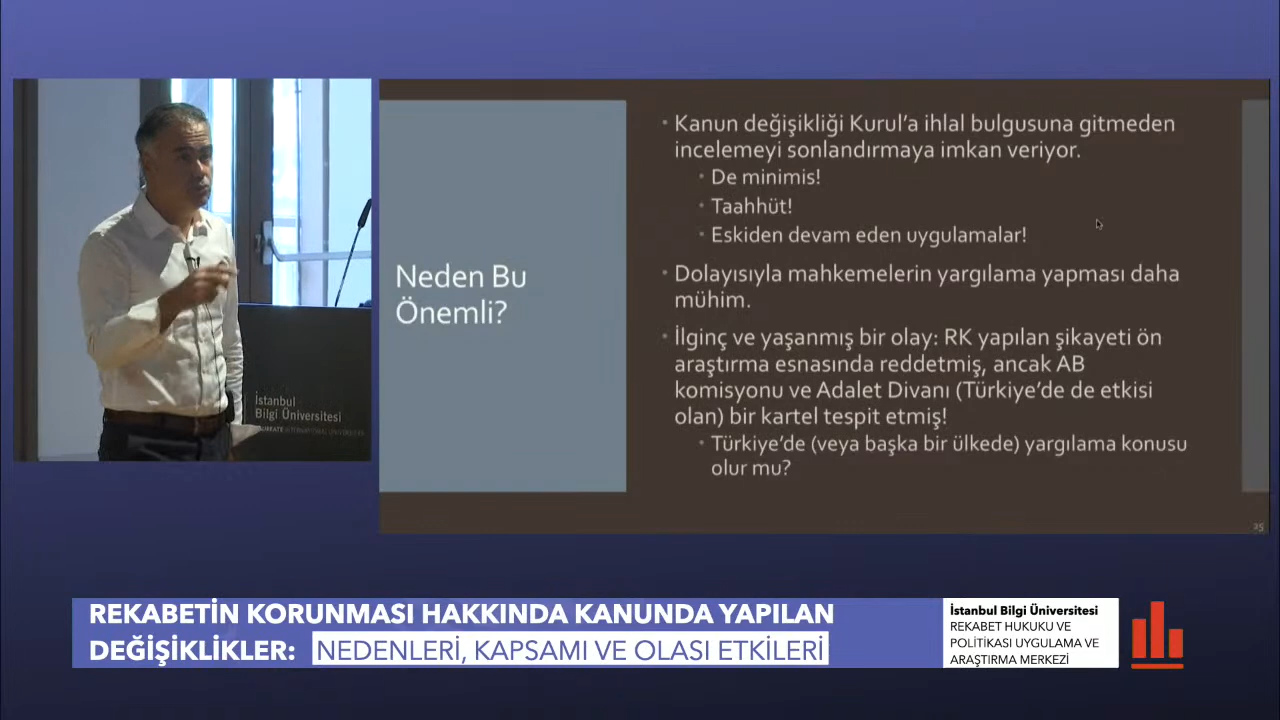 Neden Bu
Önemli?
• Kanun değişikliği Kurul’a ihlal bulgusuna gitmeden
incelemeyi sonlandırmaya imkan veriyor.
• De minimis!
• Taahhüt!
• Eskiden devam eden uygulamalar!
• Dolayısıyla mahkemelerin yargılama yapması daha
mühim.
• İlginç ve yaşanmış bir olay: RK yapılan şikayeti ön
araştırma esnasında reddetmiş, ancak AB
komisyonu ve Adalet Divanı (Türkiye’de de etkisi
olan) bir kartel tespit etmiş!
• Türkiye’de (veya başka bir ülkede) yargılama konusu
olur mu?
25
İstanbul
Bilgi Üniversitesi
LAUREATE INTERNATIONAL UNIVERSITIES
REKABETİN KORUNMASI HAKKINDA KANUNDA YAPILAN
DEĞİŞİKLİKLER: NEDENLERİ, KAPSAMI VE OLASI ETKİLERİ
İstanbul Bilgi Üniversitesi
REKABET HUKUKU VE
POLİTİKASI UYGULAMA VE
ARAŞTIRMA MERKEZİ